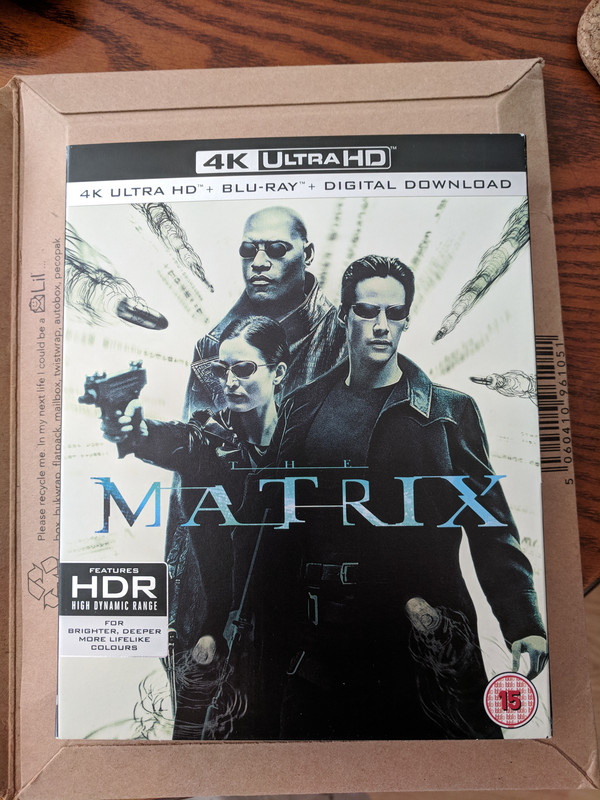 4K ULTRAHD™
4K ULTRA HD™ + BLU-RAY™ + DIGITAL DOWNLOAD
THE
MATRIX
FEATURES
HDR
HIGH DYNAMIC RANGE
FOR
BRIGHTER, DEEPER
MORE LIFELIKE
COLOURS
15
Please recycle me. In my next life I could be a
Lil
box, bukwrap, flatpack, mailbox, twistwrap, autobox, pecopak
5 060410 961051